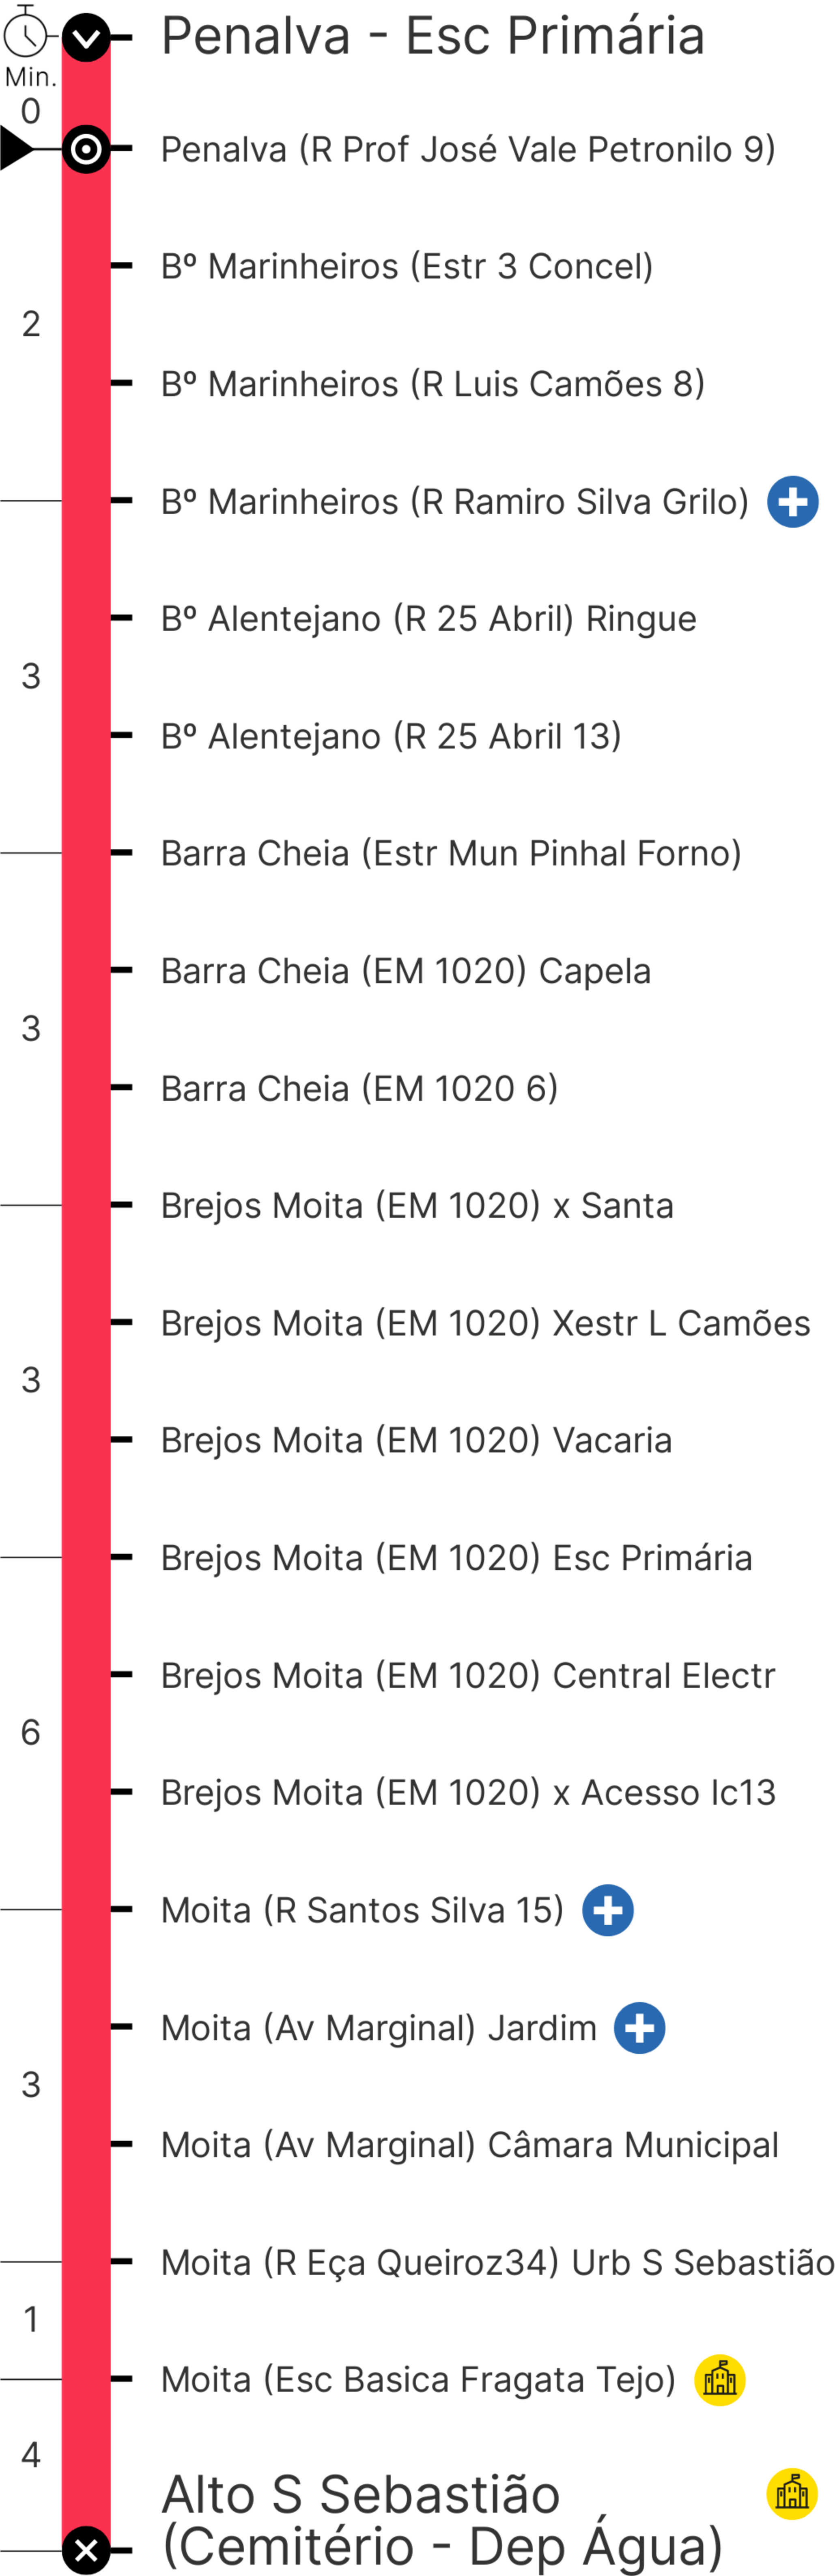 Penalva - Esc Primária
Min.
0
Penalva (R Prof José Vale Petronilo 9)
Bº Marinheiros (Estr 3 Concel)
2
Bº Marinheiros (R Luis Camões 8)
Bº Marinheiros (R Ramiro Silva Grilo)
Bº Alentejano (R 25 Abril) Ringue
3
Bº Alentejano (R 25 Abril 13)
Barra Cheia (Estr Mun Pinhal Forno)
Barra Cheia (EM 1020) Capela
3
Barra Cheia (EM 1020 6)
Brejos Moita (EM 1020) x Santa
Brejos Moita (EM 1020) Xestr L Camões
3
Brejos Moita (EM 1020) Vacaria
Brejos Moita (EM 1020) Esc Primária
Brejos Moita (EM 1020) Central Electr
6
Brejos Moita (EM 1020) x Acesso Ic13
Moita (R Santos Silva 15)
Moita (Av Marginal) Jardim
3
Moita (Av Marginal) Câmara Municipal
Moita (R Eça Queiroz34) Urb S Sebastião
1
Moita (Esc Basica Fragata Tejo)
4
Alto S Sebastião
(Cemitério - Dep Água)